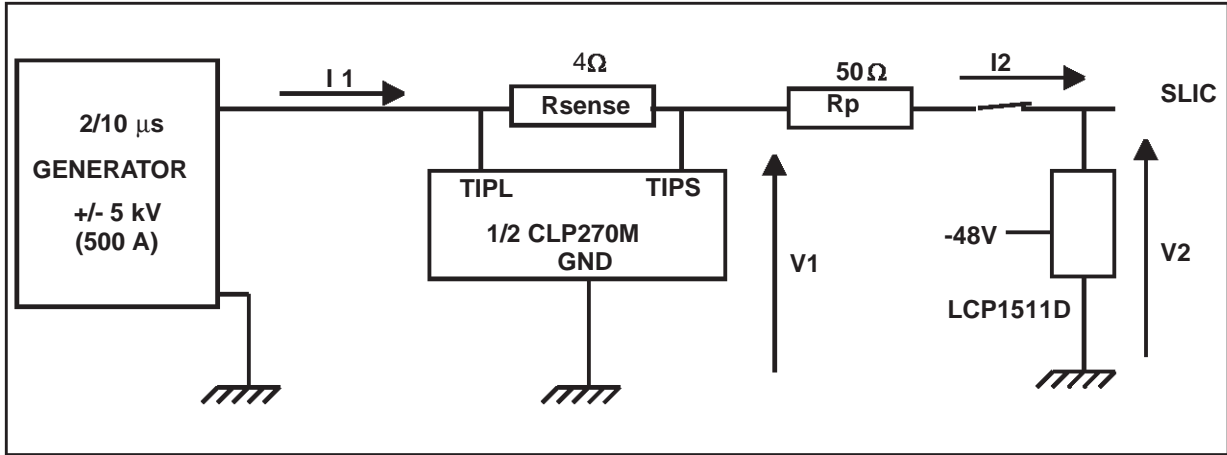 2/10 μs
GENERATOR
+/- 5 kV
(500 A)
I 1
4Ω
Rsense
TIPL TIPS
1/2 CLP270M
GND
V1
50 Ω
Rp
I2
SLIC
-48V
LCP1511D
V2